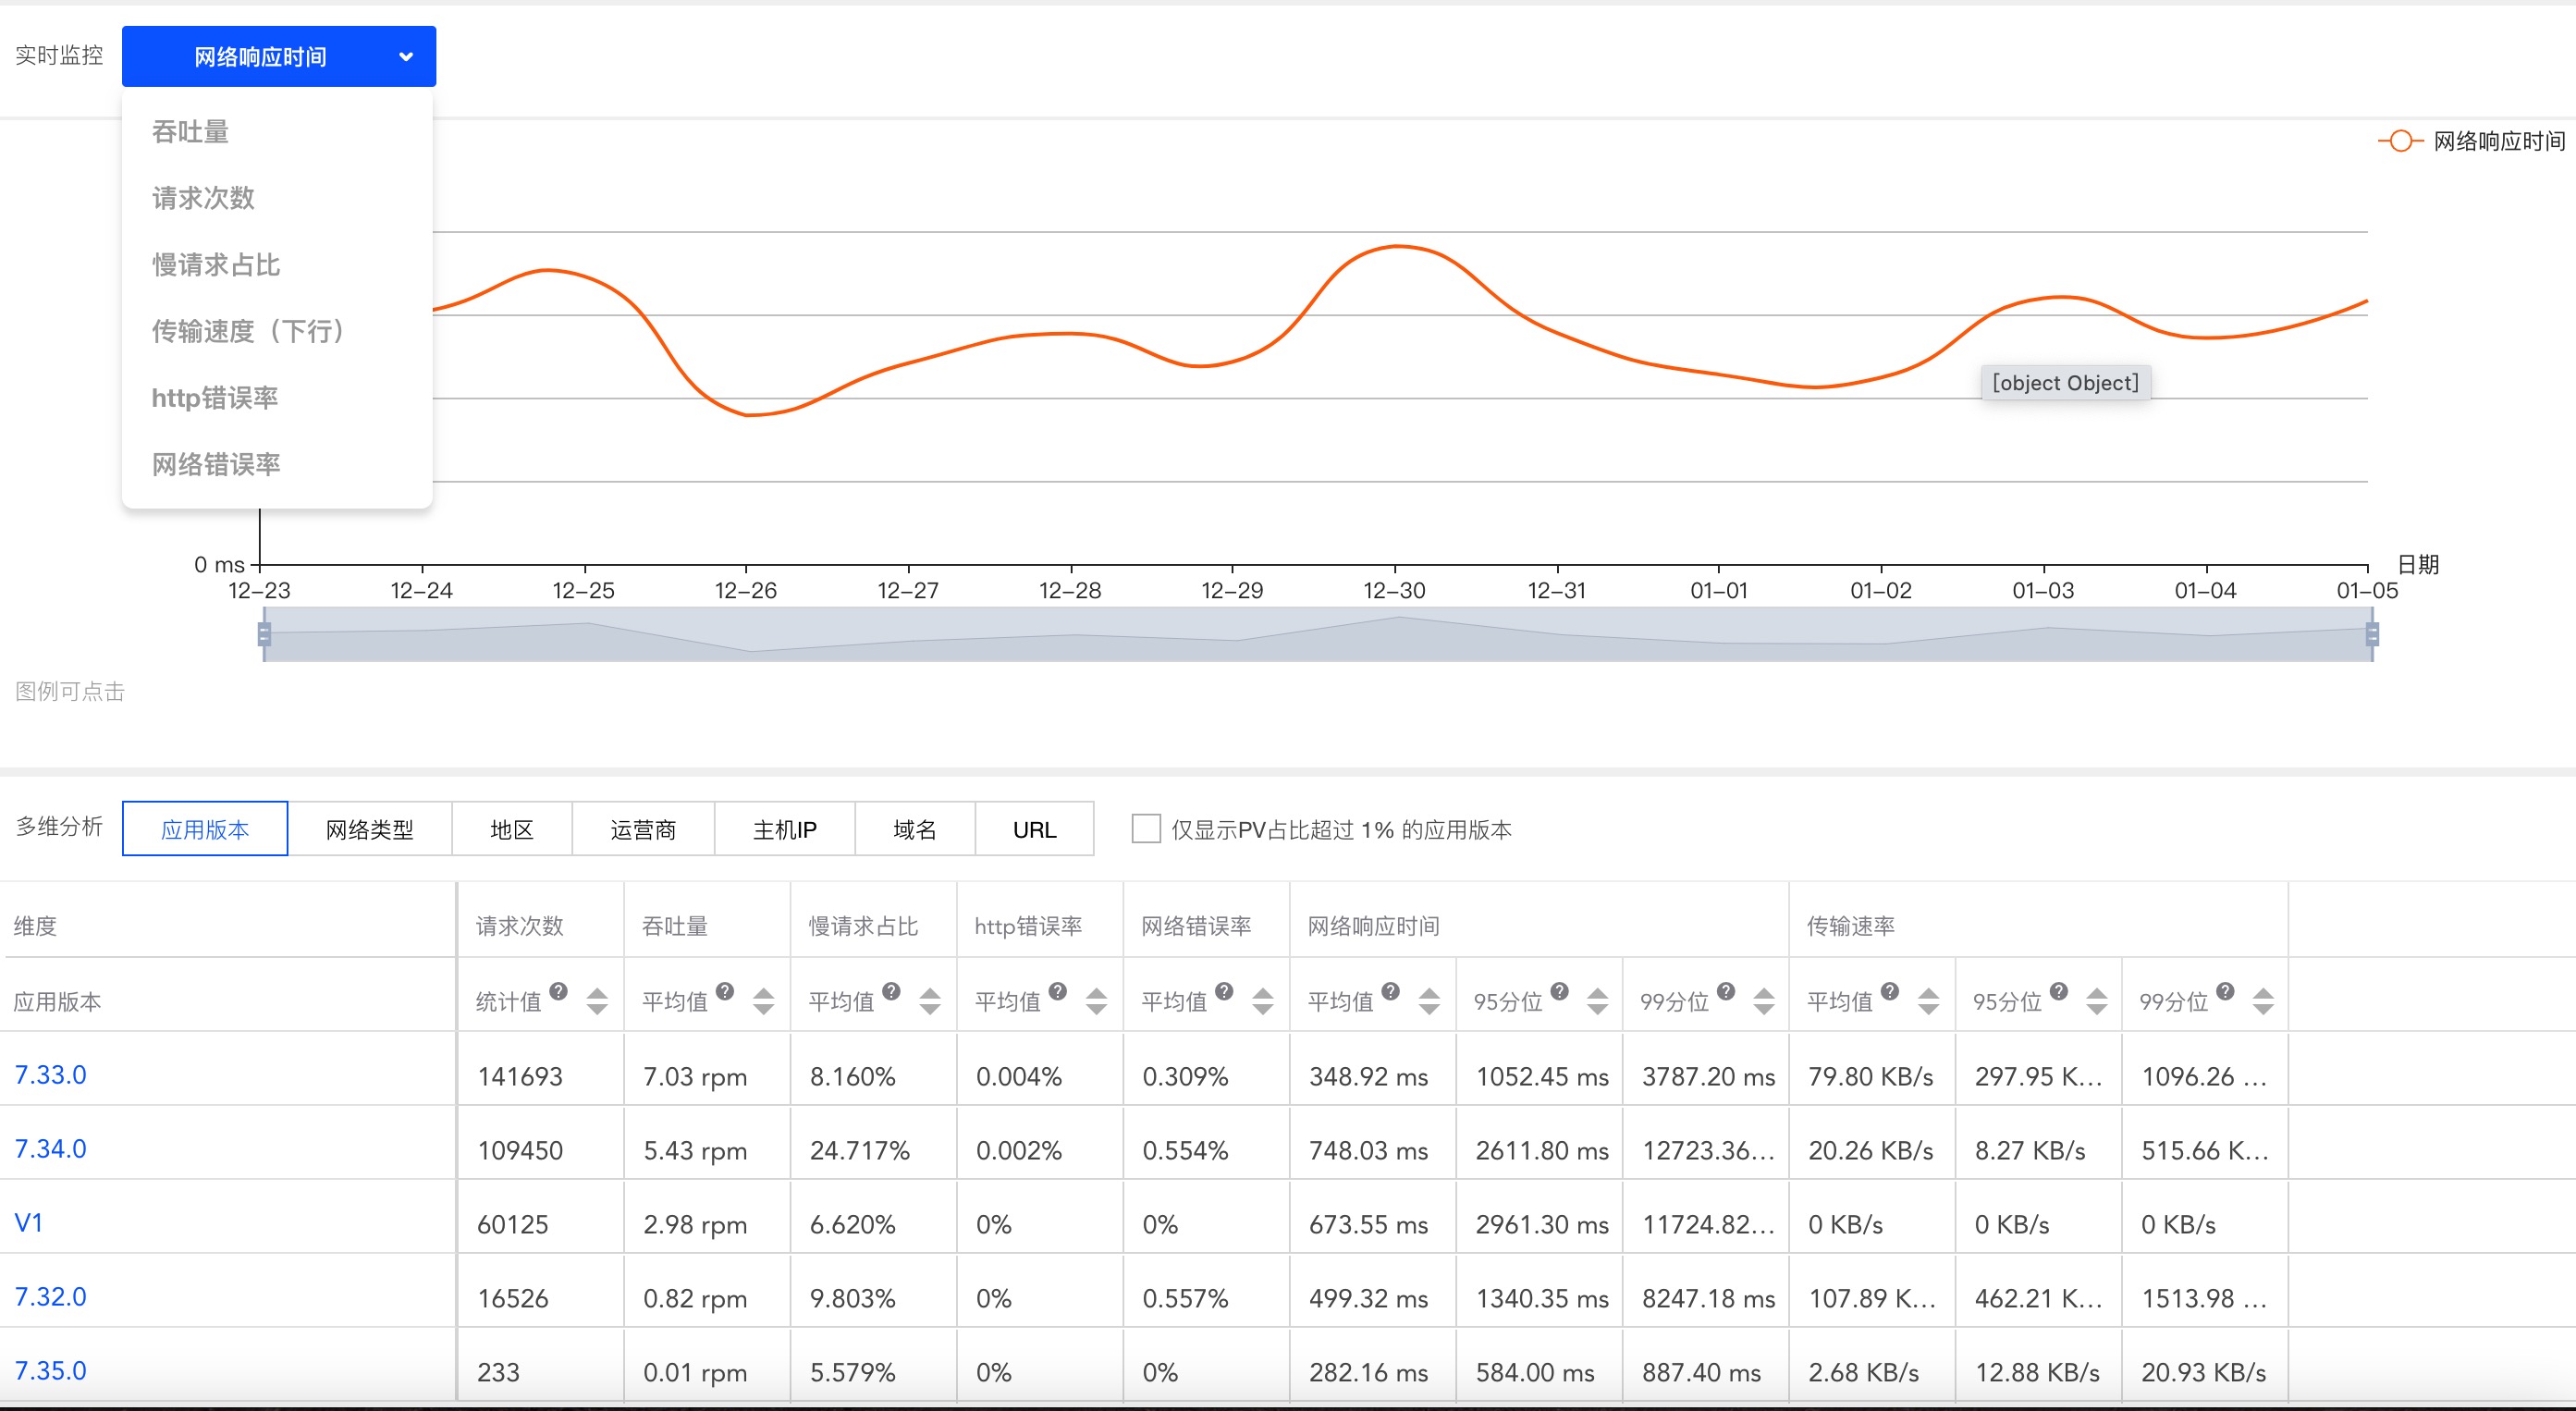 实时监控 网络响应时间
吞吐量
网络响应时间
请求次数
慢请求占比
传输速度（下行）
[object Object]
http错误率
网络错误率
0 ms
日期
12-23 12-24 12-25 12-26 12-27 12-28 12-29 12-30 12-31 01-01 01-02 01-03 01-04 01-05
图例可点击
多维分析 应用版本 网络类型 地区 运营商 主机IP 域名 URL 仅显示PV占比超过 1% 的应用版本
维度 请求次数 吞吐量 慢请求占比 http错误率 网络错误率 网络响应时间 传输速率
应用版本 统计值 ? 平均值 ? 平均值 ? 平均值 ? 平均值 ? 平均值 ? 95分位 ? 99分位 ? 平均值 ? 95分位 ? 99分位 ?
7.33.0 141693 7.03 rpm 8.160% 0.004% 0.309% 348.92 ms 1052.45 ms 3787.20 ms 79.80 KB/s 297.95 K... 1096.26 ...
7.34.0 109450 5.43 rpm 24.717% 0.002% 0.554% 748.03 ms 2611.80 ms 12723.36... 20.26 KB/s 8.27 KB/s 515.66 K...
V1 60125 2.98 rpm 6.620% 0% 0% 673.55 ms 2961.30 ms 11724.82... 0 KB/s 0 KB/s 0 KB/s
7.32.0 16526 0.82 rpm 9.803% 0% 0.557% 499.32 ms 1340.35 ms 8247.18 ms 107.89 K... 462.21 K... 1513.98 ...
7.35.0 233 0.01 rpm 5.579% 0% 0% 282.16 ms 584.00 ms 887.40 ms 2.68 KB/s 12.88 KB/s 20.93 KB/s